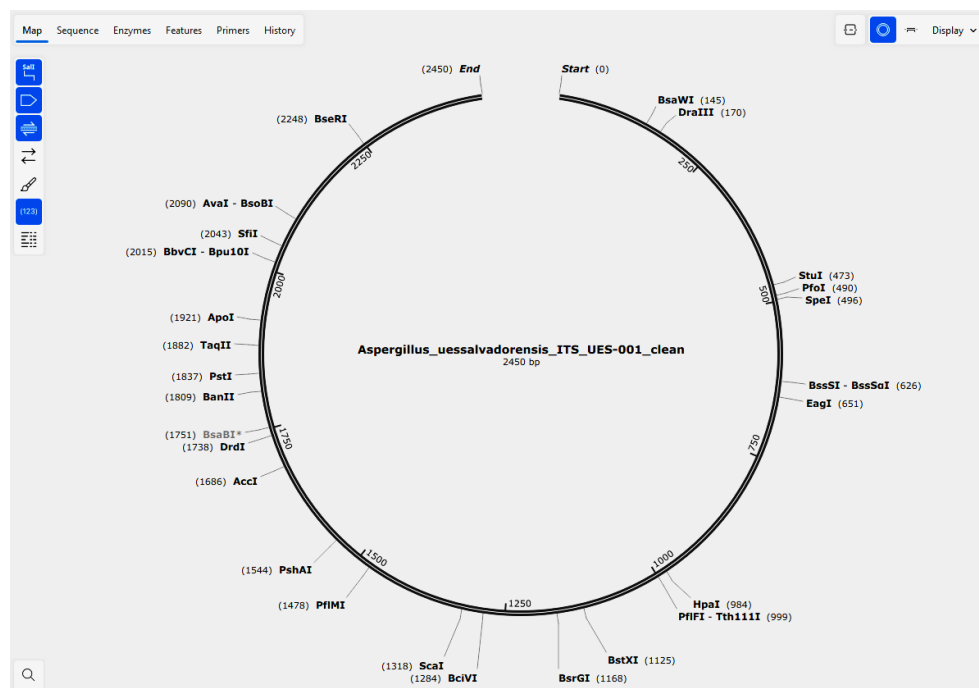 Map Sequence Enzymes Features Primers History
Display
SalI
(123)
(2450) End
Start (0)
BsaWI (145)
DraIII (170)
(2248) BseRI
2250
250
(2090) AvaI - BsoBI
(2043) SfiI
(2015) BbvCI - Bpu10I
2000
StuI (473)
PfoI (490)
SpeI (496)
500
(1921) ApoI
(1882) TaqII
Aspergillus_uessalvadorensis_ITS_UES-001_clean
2450 bp
(1837) PstI
(1809) BanII
BssSI - BssSαI (626)
EagI (651)
(1751) BsaBI*
(1738) DrdI
1750
750
(1686) AccI
(1544) PshAI
1500
1000
(1478) PflMI
HpaI (984)
PflFI - Tth111I (999)
1250
BstXI (1125)
(1318) ScaI
(1284) BciVI
BsrGI (1168)